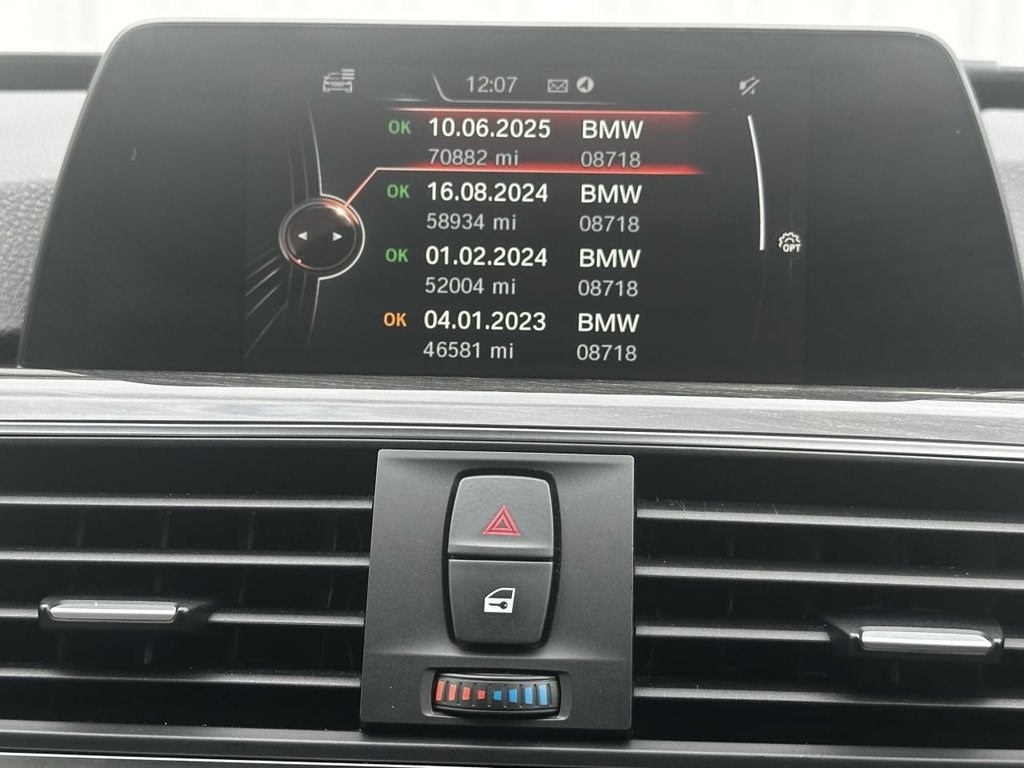 12:07
OK 10.06.2025 BMW
70882 mi 08718
OK 16.08.2024 BMW
58934 mi 08718
OK 01.02.2024 BMW
52004 mi 08718
OPT
OK 04.01.2023 BMW
46581 mi 08718